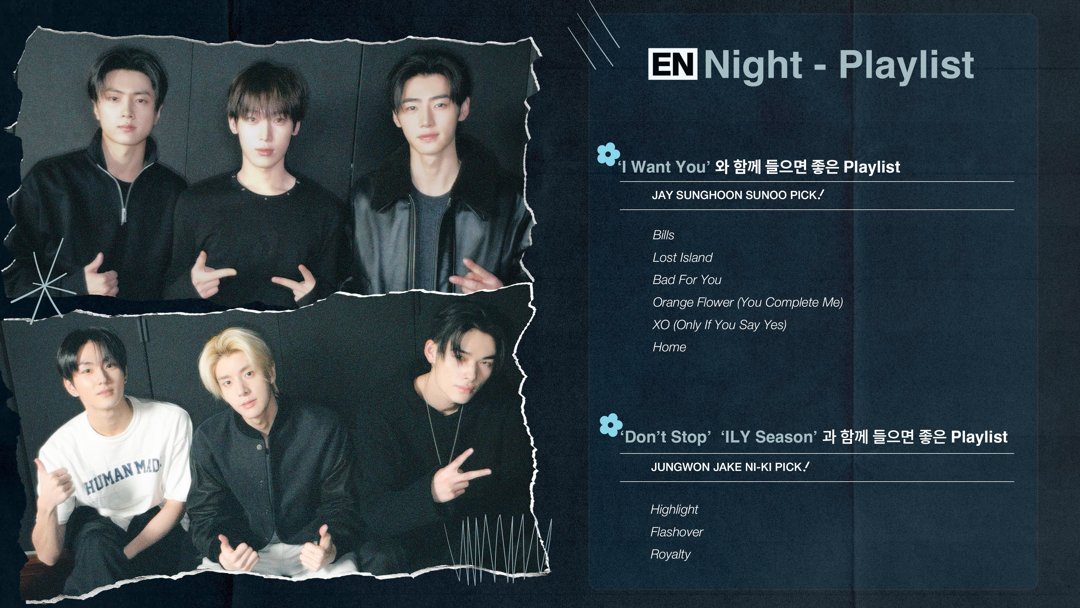 EN Night - Playlist
‘I Want You’ 와 함께 들으면 좋은 Playlist
JAY SUNGHOON SUNOO PICK!
Bills
Lost Island
Bad For You
Orange Flower (You Complete Me)
XO (Only If You Say Yes)
Home
HUMAN MADE
‘Don’t Stop’ ‘ILY Season’ 과 함께 들으면 좋은 Playlist
JUNGWON JAKE NI-KI PICK!
Highlight
Flashover
Royalty